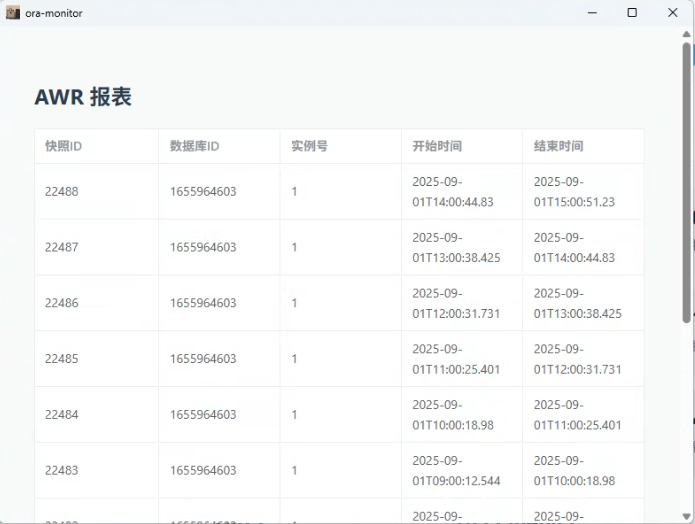 ora-monitor
AWR 报表
快照ID 数据库ID 实例号 开始时间 结束时间
22488 1655964603 1 2025-09-01T14:00:44.83 2025-09-01T15:00:51.23
22487 1655964603 1 2025-09-01T13:00:38.425 2025-09-01T14:00:44.83
22486 1655964603 1 2025-09-01T12:00:31.731 2025-09-01T13:00:38.425
22485 1655964603 1 2025-09-01T11:00:25.401 2025-09-01T12:00:31.731
22484 1655964603 1 2025-09-01T10:00:18.98 2025-09-01T11:00:25.401
22483 1655964603 1 2025-09-01T09:00:12.544 2025-09-01T10:00:18.98
2025-09- 2025-09-